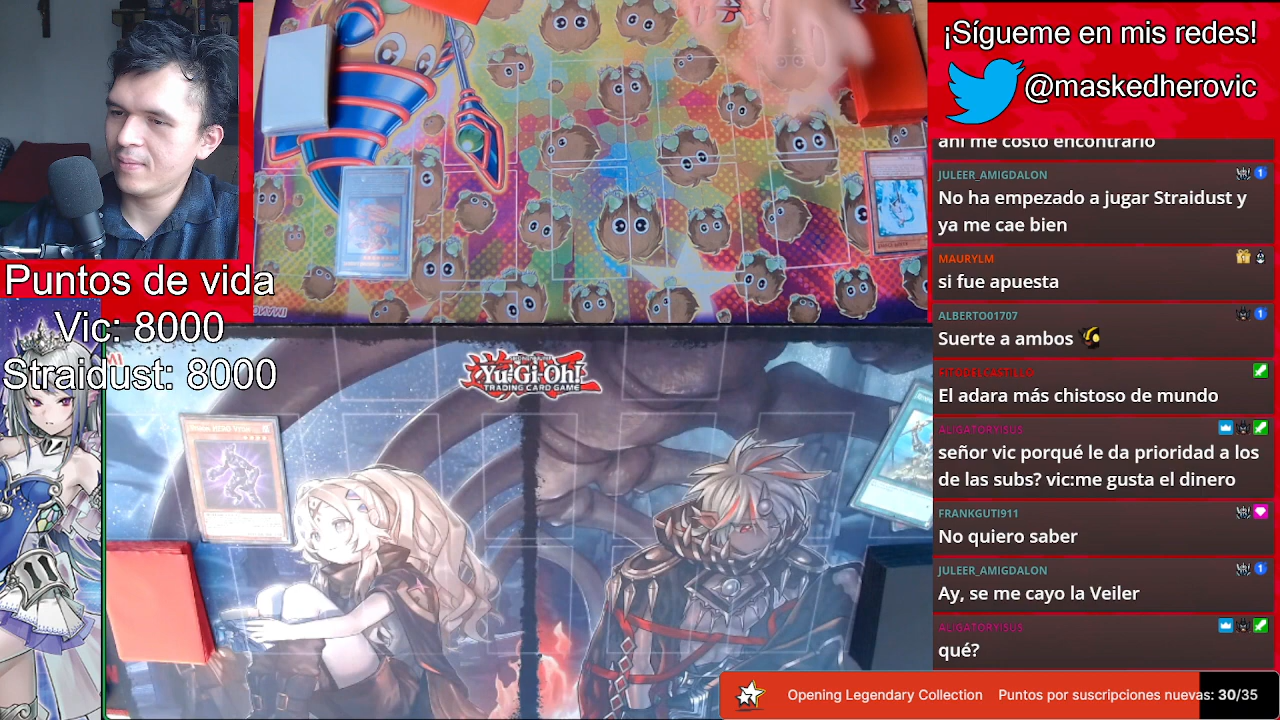 ¡Sígueme en mis redes!
@maskedherovic
ahi me costo encontrarlo
JULEER_AMIGDALON
No ha empezado a jugar Straidust y
ya me cae bien
MAURYLM
si fue apuesta
ALBERTO01707
Suerte a ambos
FITODELCASTILLO
El adara más chistoso de mundo
ALIGATORYISUS
señor vic porqué le da prioridad a los
de las subs? vic:me gusta el dinero
FRANKGUTI911
No quiero saber
JULEER_AMIGDALON
Ay, se me cayo la Veiler
ALIGATORYISUS
qué?
Puntos de vida
Vic: 8000
Straidust: 8000
Yu-Gi-Oh!
TRADING CARD GAME
Opening Legendary Collection Puntos por suscripciones nuevas: 30/35